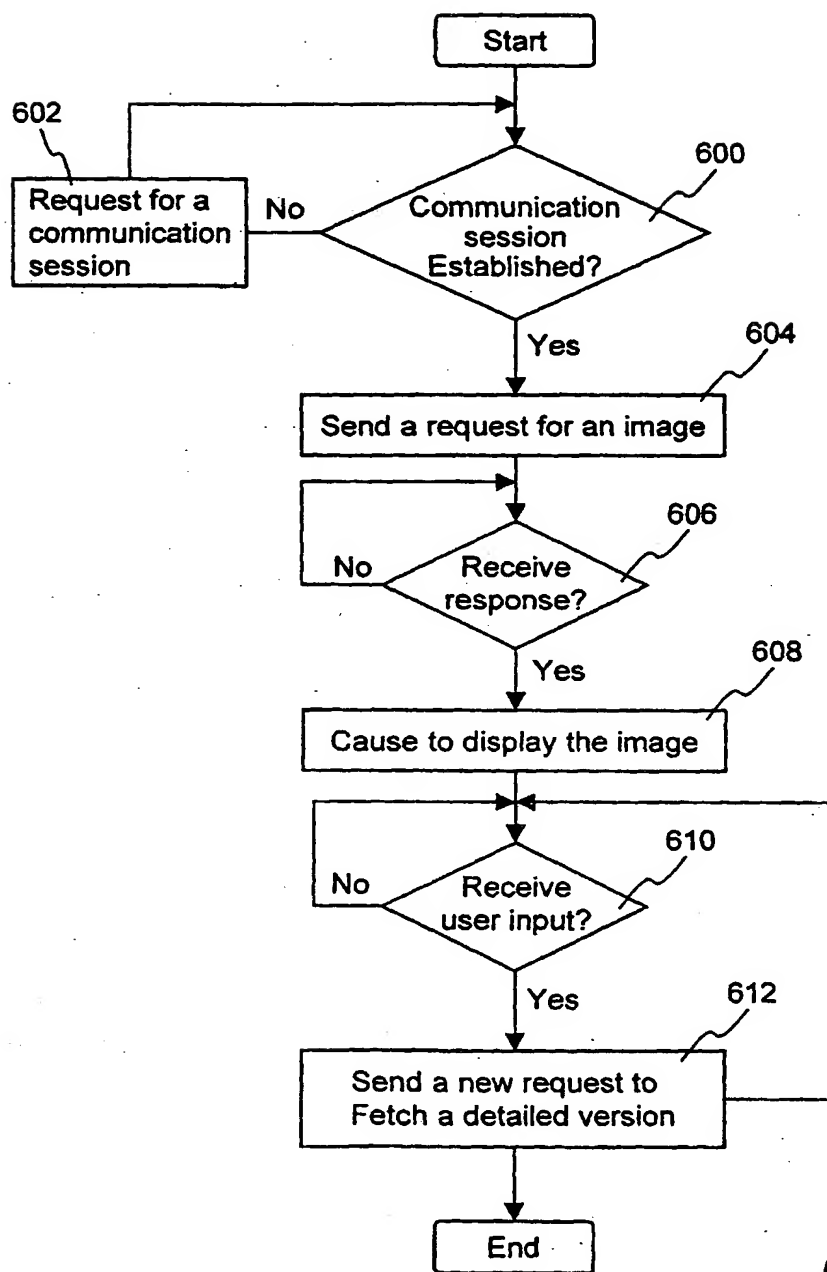 Start
602
600
Request for a
communication
session
No
Communication
session
Established?
Yes
604
Send a request for an image
606
No
Receive
response?
Yes
608
Cause to display the image
610
No
Receive
user input?
Yes
612
Send a new request to
Fetch a detailed version
End